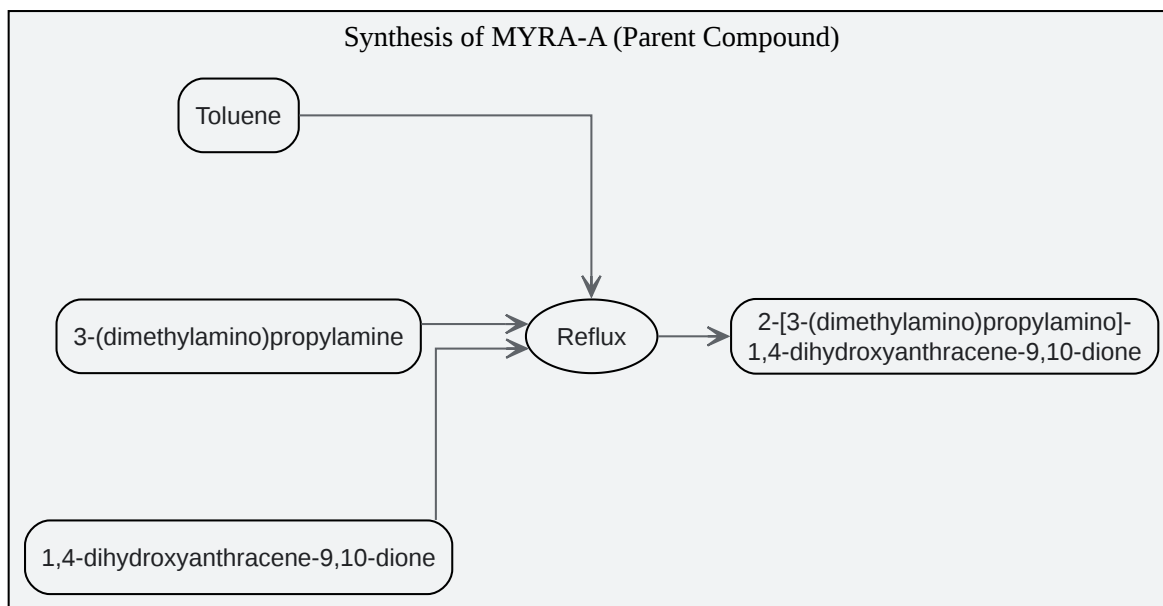 Synthesis of MYRA-A (Parent Compound)
Toluene
3-(dimethylamino)propylamine
Reflux
2-[3-(dimethylamino)propylamino]-
1,4-dihydroxyanthracene-9,10-dione
1,4-dihydroxyanthracene-9,10-dione